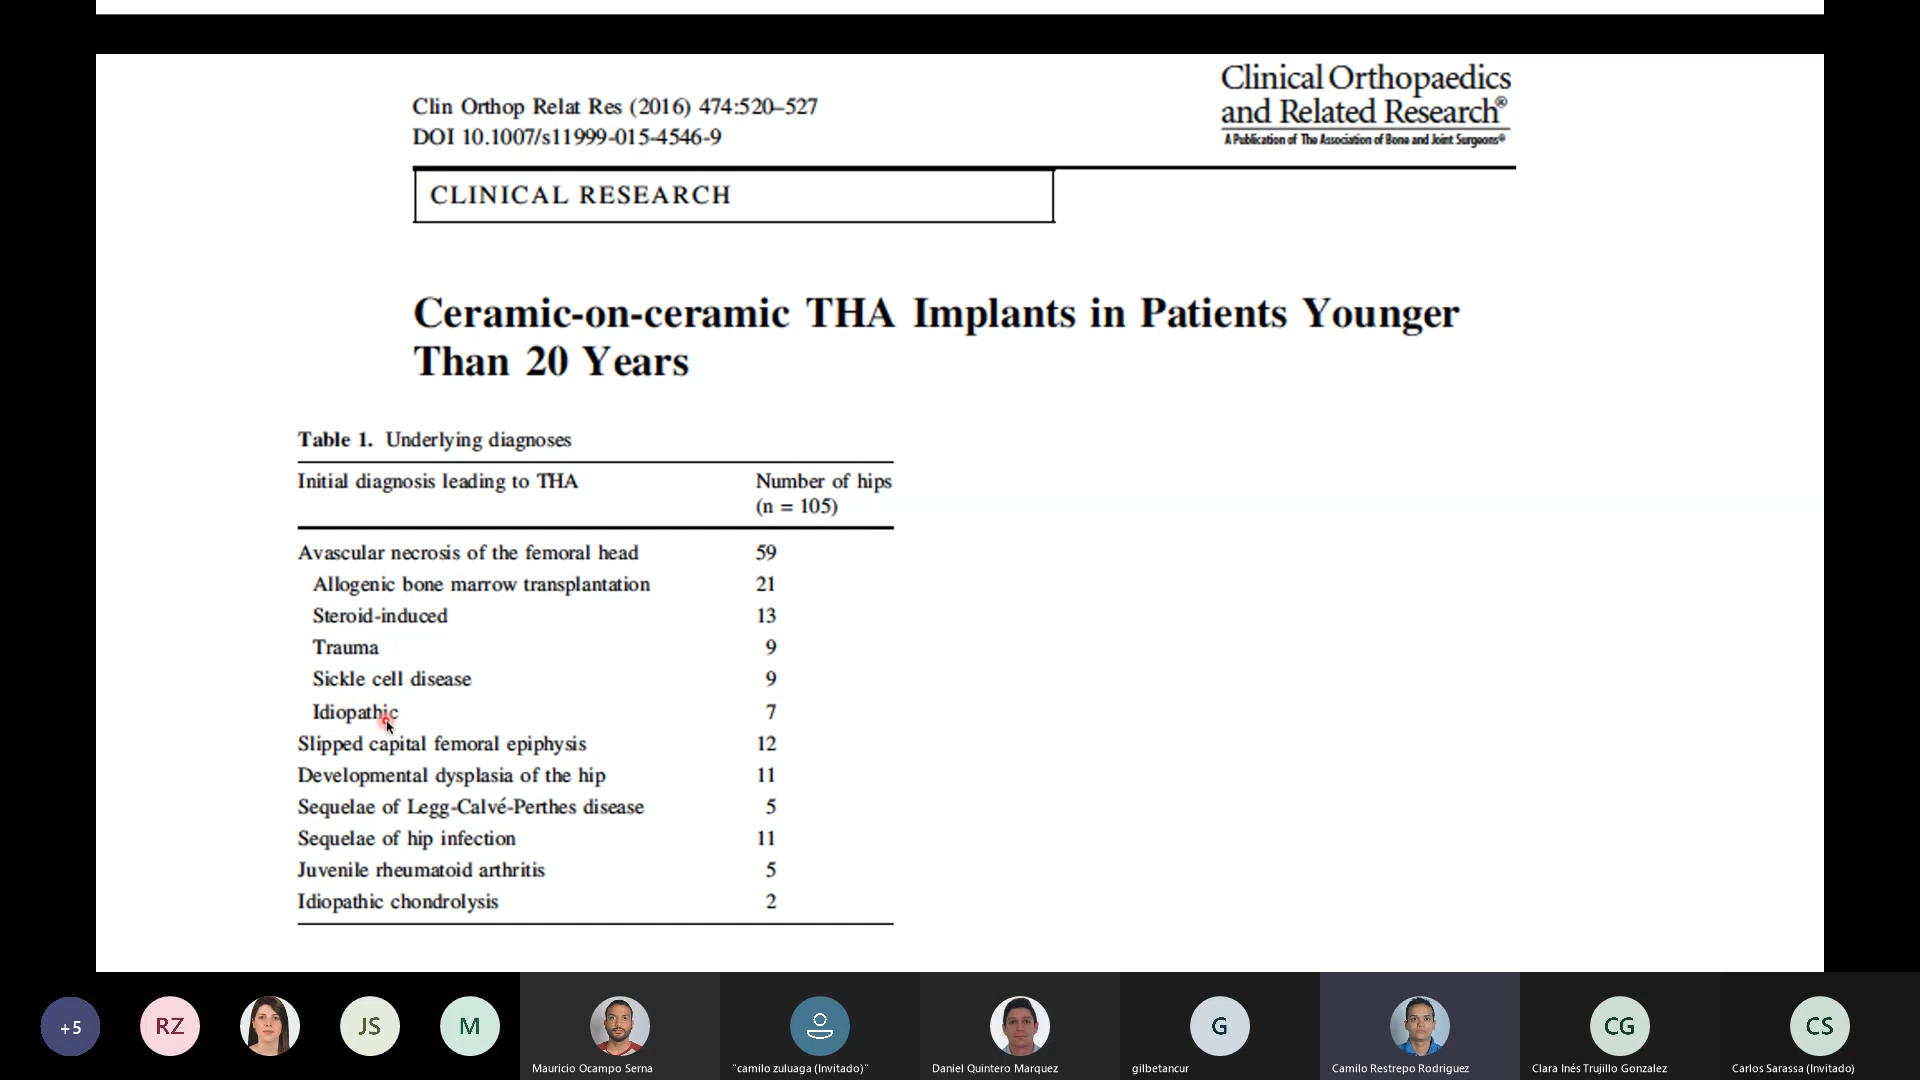 Clin Orthop Relat Res (2016) 474:520–527
DOI 10.1007/s11999-015-4546-9
Clinical Orthopaedics
and Related Research®
A Publication of The Association of Bone and Joint Surgeons®
CLINICAL RESEARCH
Ceramic-on-ceramic THA Implants in Patients Younger
Than 20 Years
Table 1. Underlying diagnoses
Initial diagnosis leading to THA Number of hips
(n = 105)
Avascular necrosis of the femoral head 59
Allogenic bone marrow transplantation 21
Steroid-induced 13
Trauma 9
Sickle cell disease 9
Idiopathic 7
Slipped capital femoral epiphysis 12
Developmental dysplasia of the hip 11
Sequelae of Legg-Calvé-Perthes disease 5
Sequelae of hip infection 11
Juvenile rheumatoid arthritis 5
Idiopathic chondrolysis 2
+5 RZ JS M G CG CS
Mauricio Ocampo Serna "camilo zuluaga (Invitado)" Daniel Quintero Marquez gilbetancur Camilo Restrepo Rodriguez Clara Inés Trujillo Gonzalez Carlos Sarassa (Invitado)